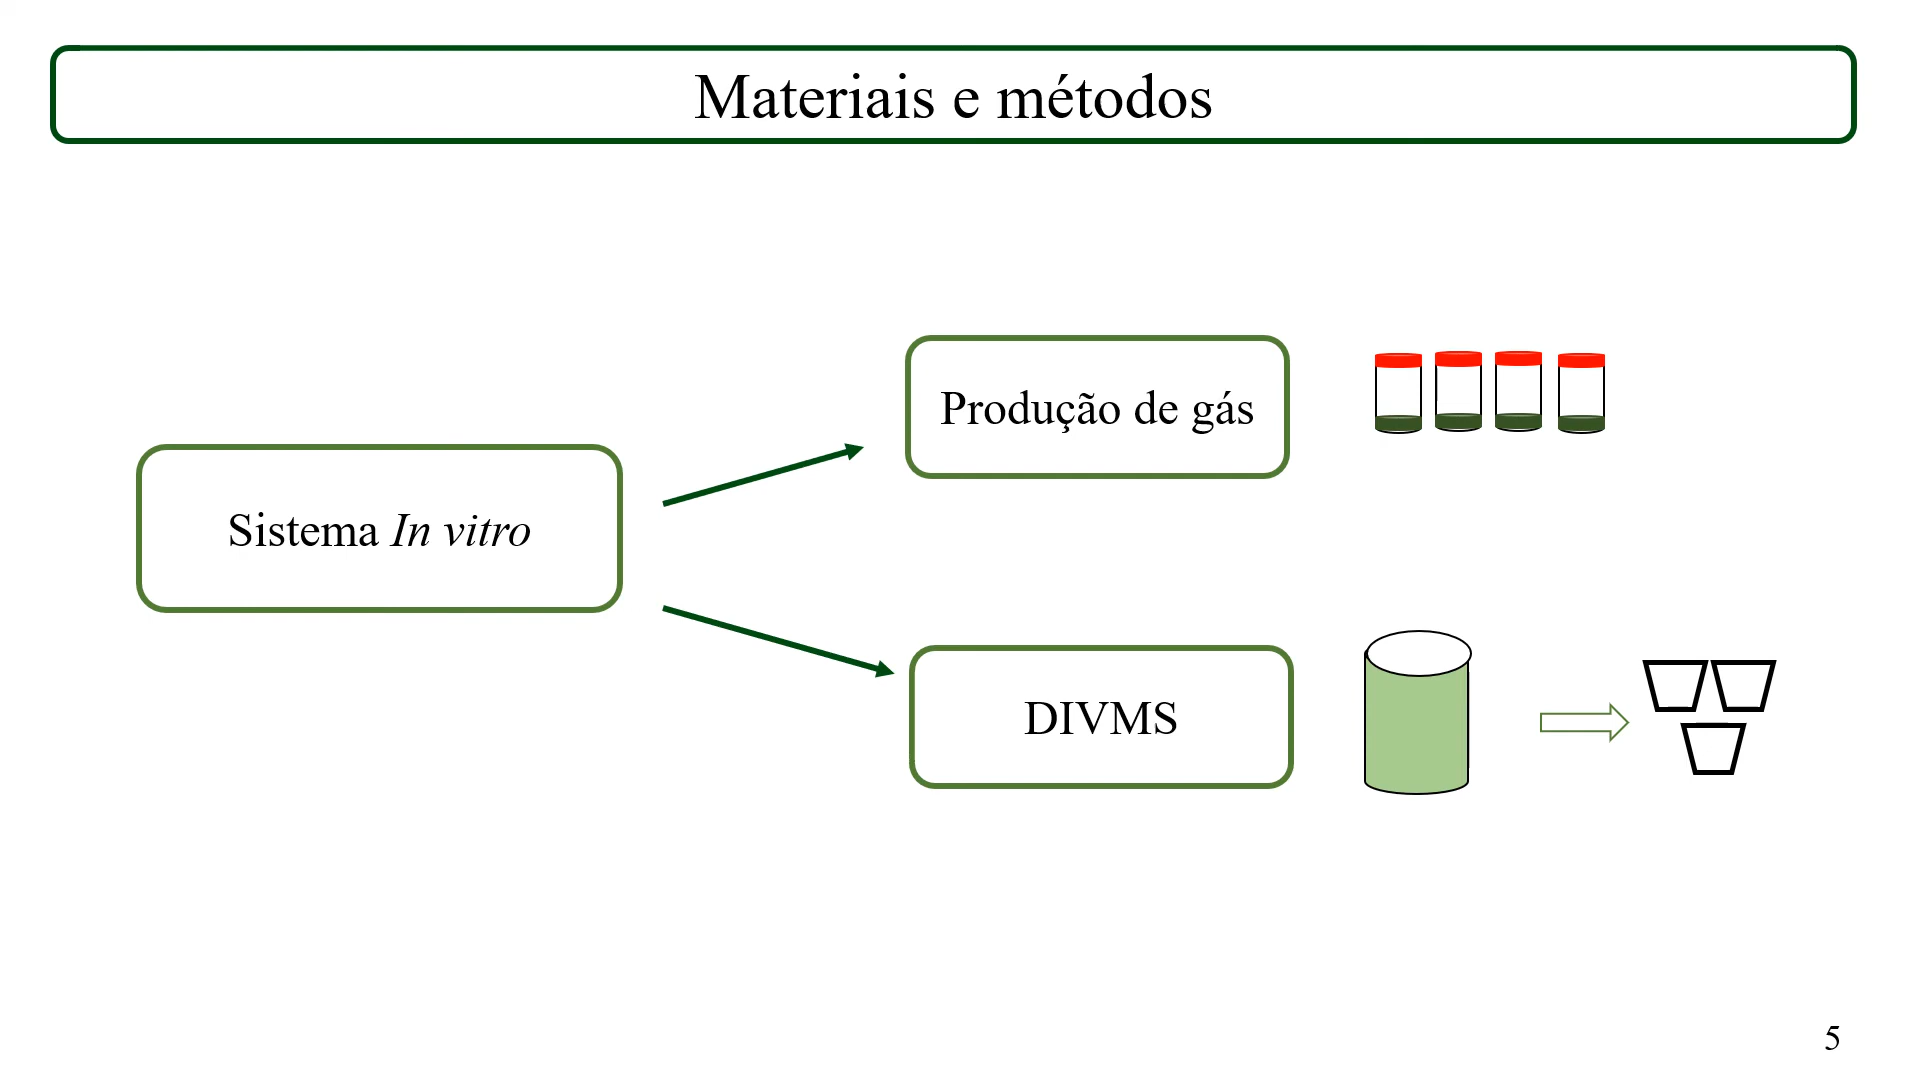 Materiais e métodos
Produção de gás
Sistema In vitro
DIVMS
5